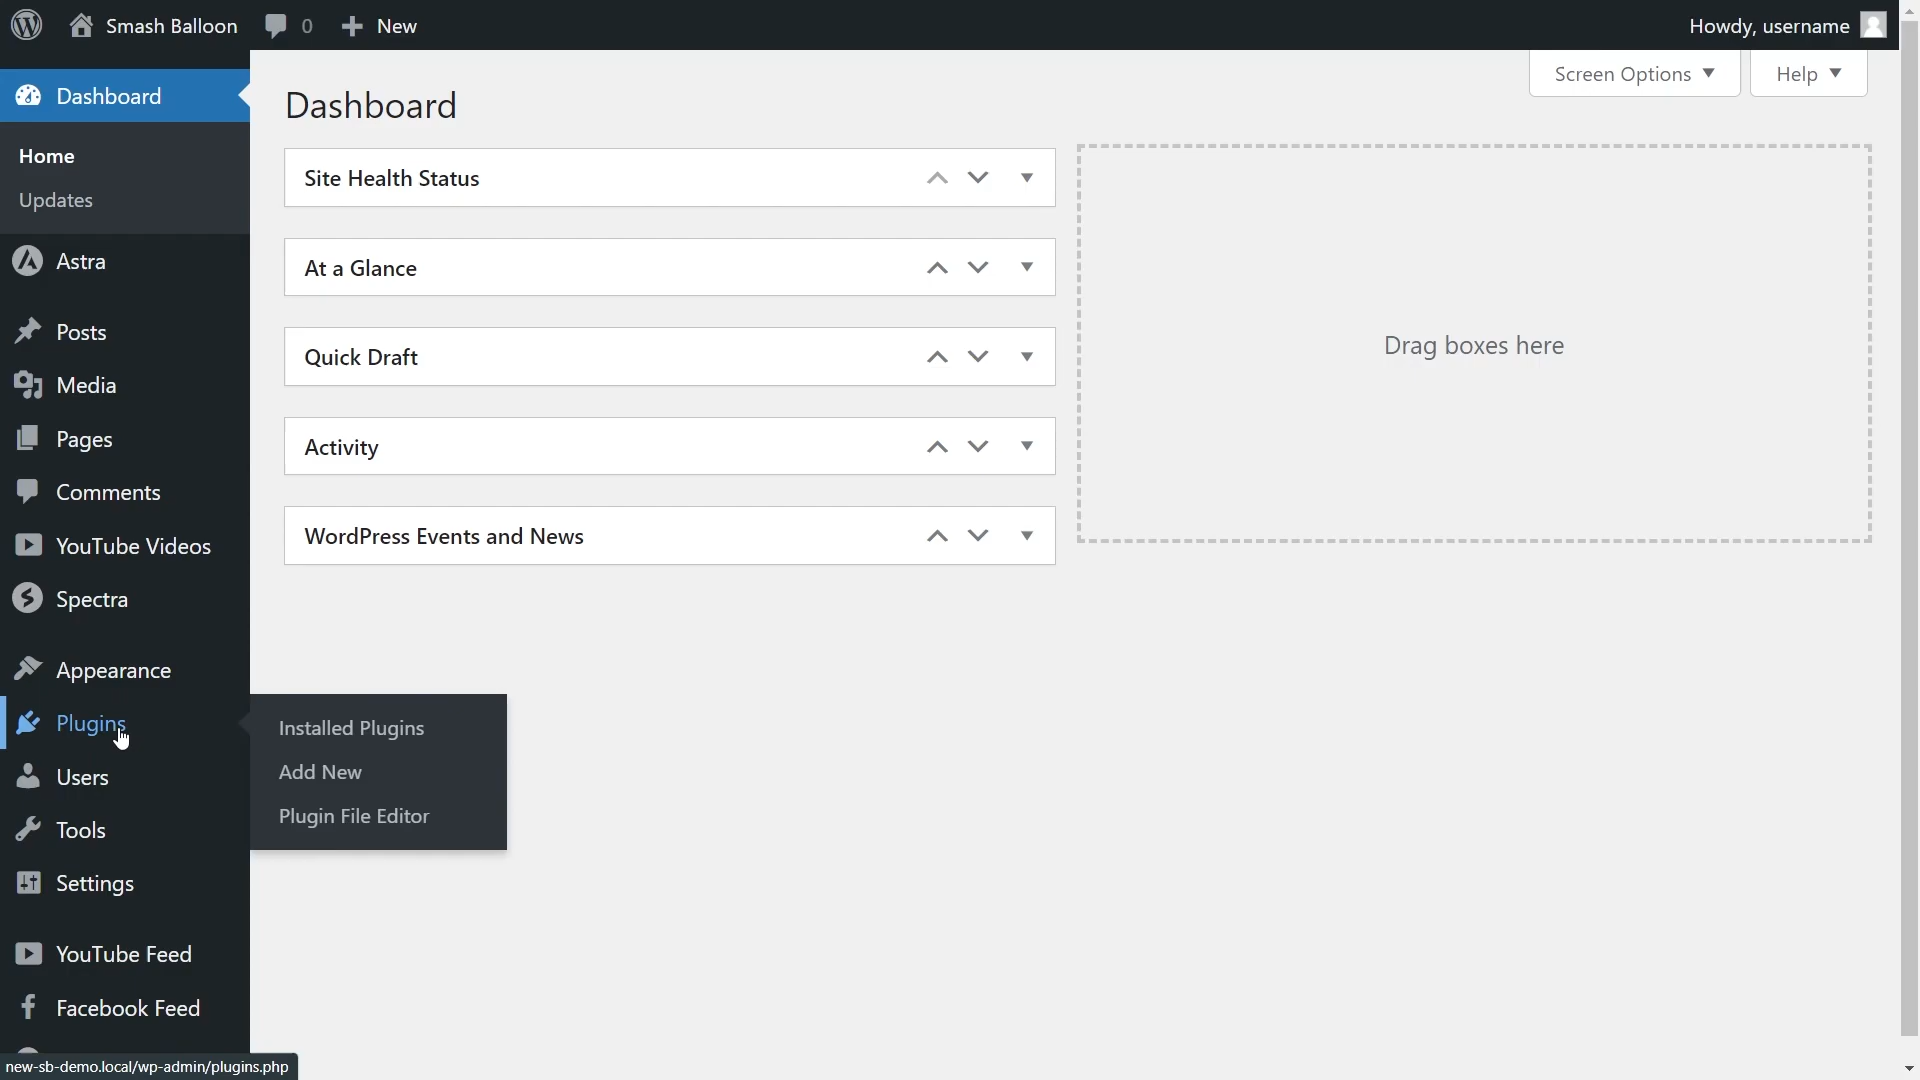 Smash Balloon
0
New
Howdy, username
Dashboard
Home
Updates
Astra
Posts
Media
Pages
Comments
YouTube Videos
Spectra
Appearance
Plugins
Users
Tools
Settings
YouTube Feed
Facebook Feed
Installed Plugins
Add New
Plugin File Editor
Screen Options
Help
Dashboard
Site Health Status
At a Glance
Quick Draft
Activity
WordPress Events and News
Drag boxes here
new-sb-demo.local/wp-admin/plugins.php